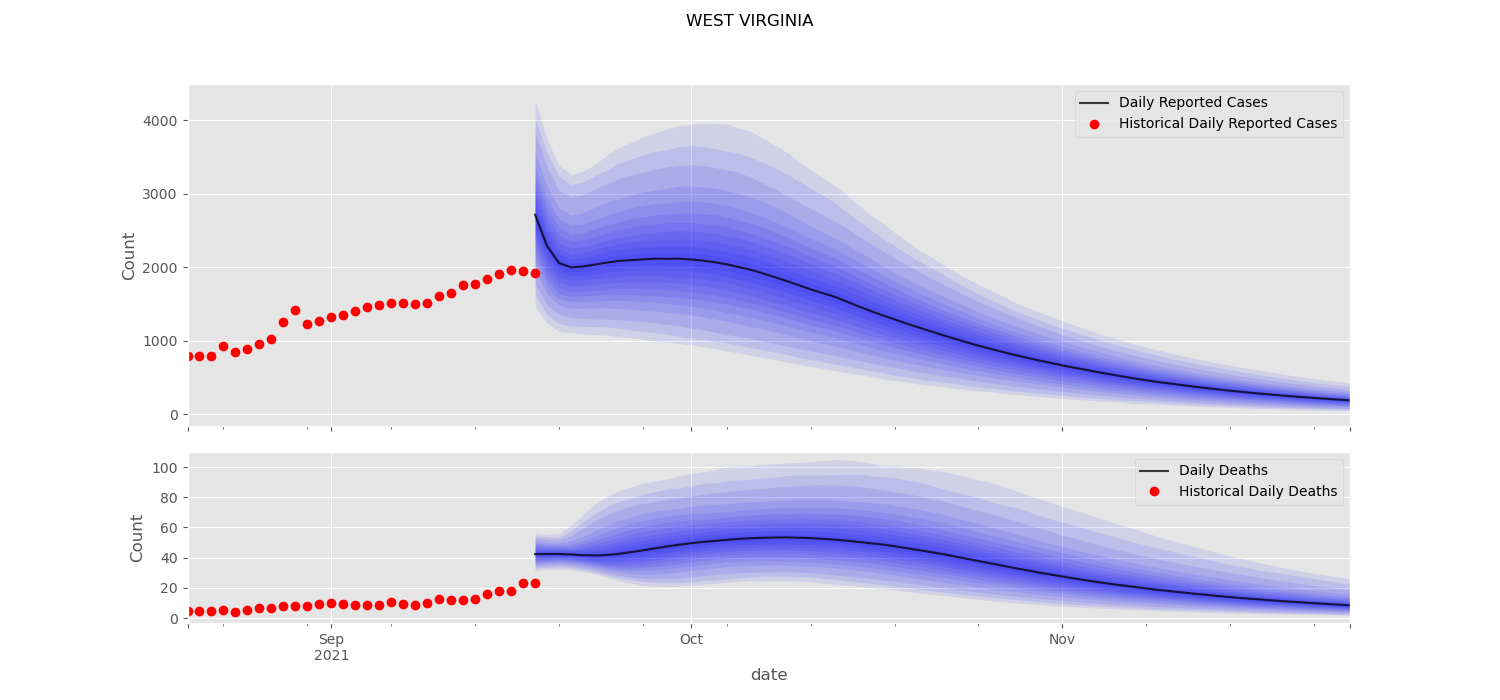 WEST VIRGINIA
Count
4000
3000
2000
1000
0
Daily Reported Cases
Historical Daily Reported Cases
Count
100
80
60
40
20
0
Daily Deaths
Historical Daily Deaths
Sep
2021
Oct
Nov
date